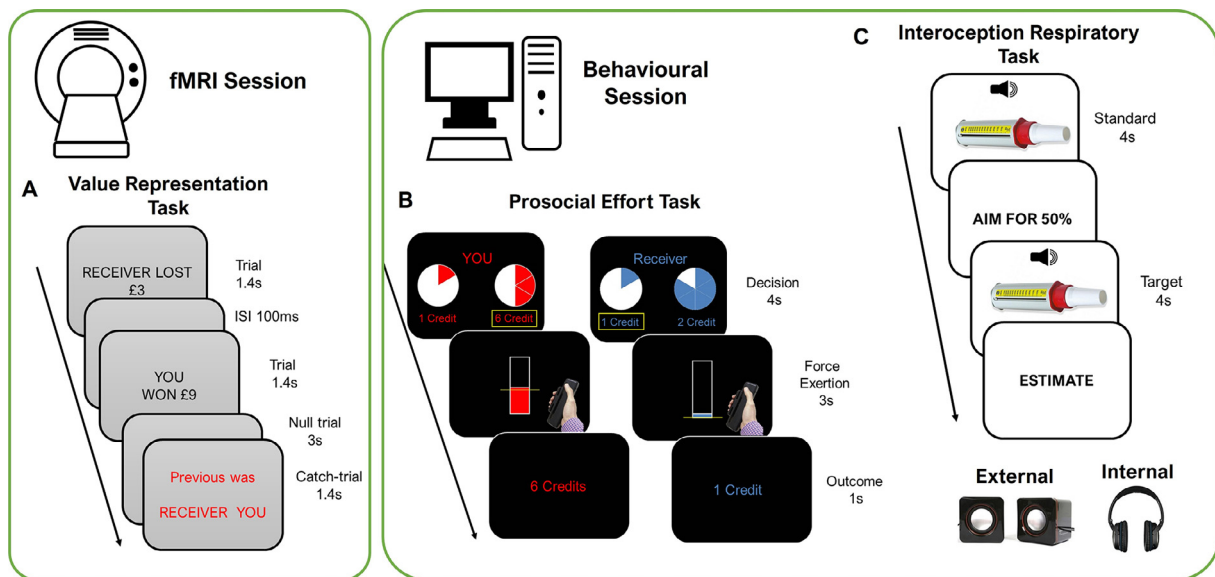 fMRI Session
A
Value Representation
Task
RECEIVER LOST
£3
Trial
1.4s
ISI 100ms
YOU
WON £9
Trial
1.4s
Null trial
3s
Previous was
RECEIVER YOU
Catch-trial
1.4s
Behavioural
Session
B
Prosocial Effort Task
YOU
1 Credit
6 Credit
Receiver
1 Credit
2 Credit
Decision
4s
Force
Exertion
3s
6 Credits
1 Credit
Outcome
1s
C
Interoception Respiratory
Task
Standard
4s
AIM FOR 50%
Target
4s
ESTIMATE
External
Internal